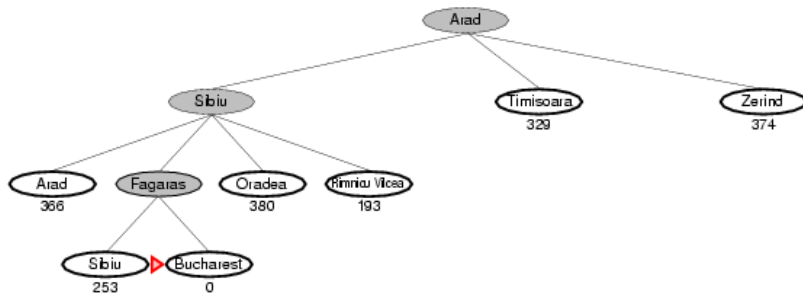 Arad
Sibiu
Timisoara
Zerind
329
374
Arad
Fagaras
Oradea
Rimnicu Vilcea
366
380
193
Sibiu
Bucharest
253
0